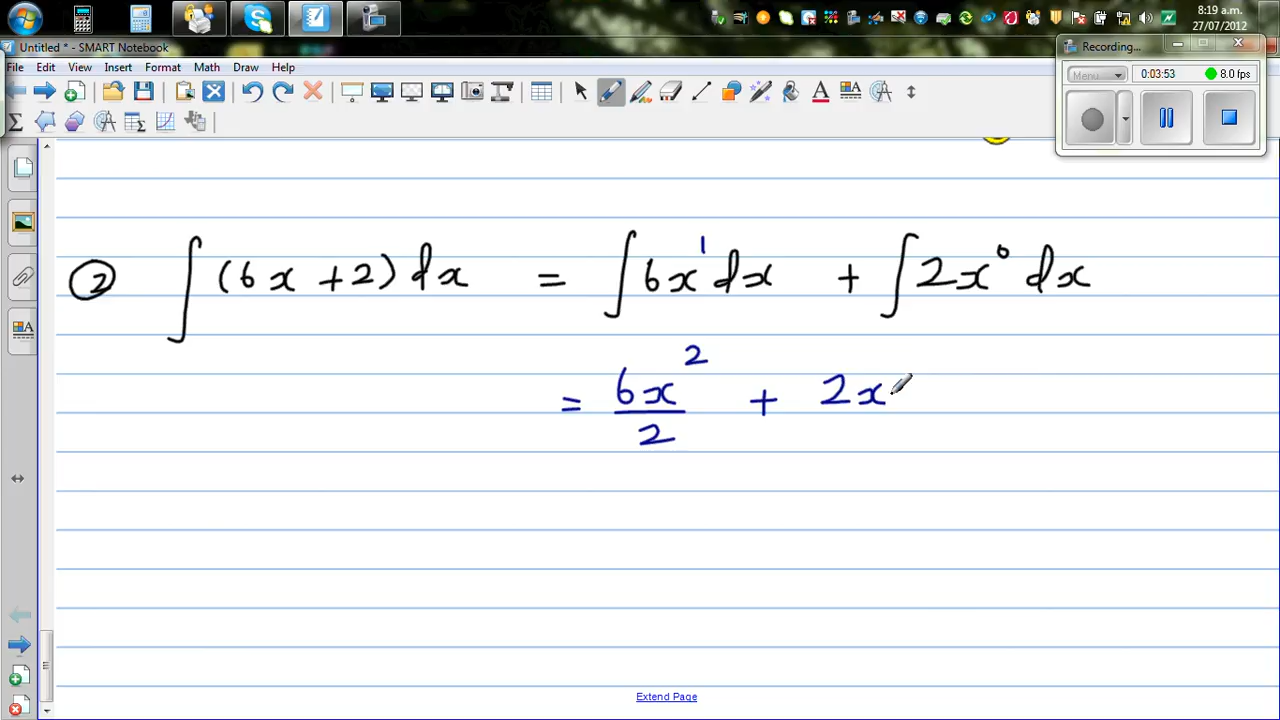 8:19 a.m.
27/07/2012
Untitled * - SMART Notebook
File Edit View Insert Format Math Draw Help
Recording...
Menu 0:03:53 8.0 fps
② ∫ (6x + 2) dx = ∫ 6x¹ dx + ∫ 2x⁰ dx
= 6x²/2 + 2x
Extend Page